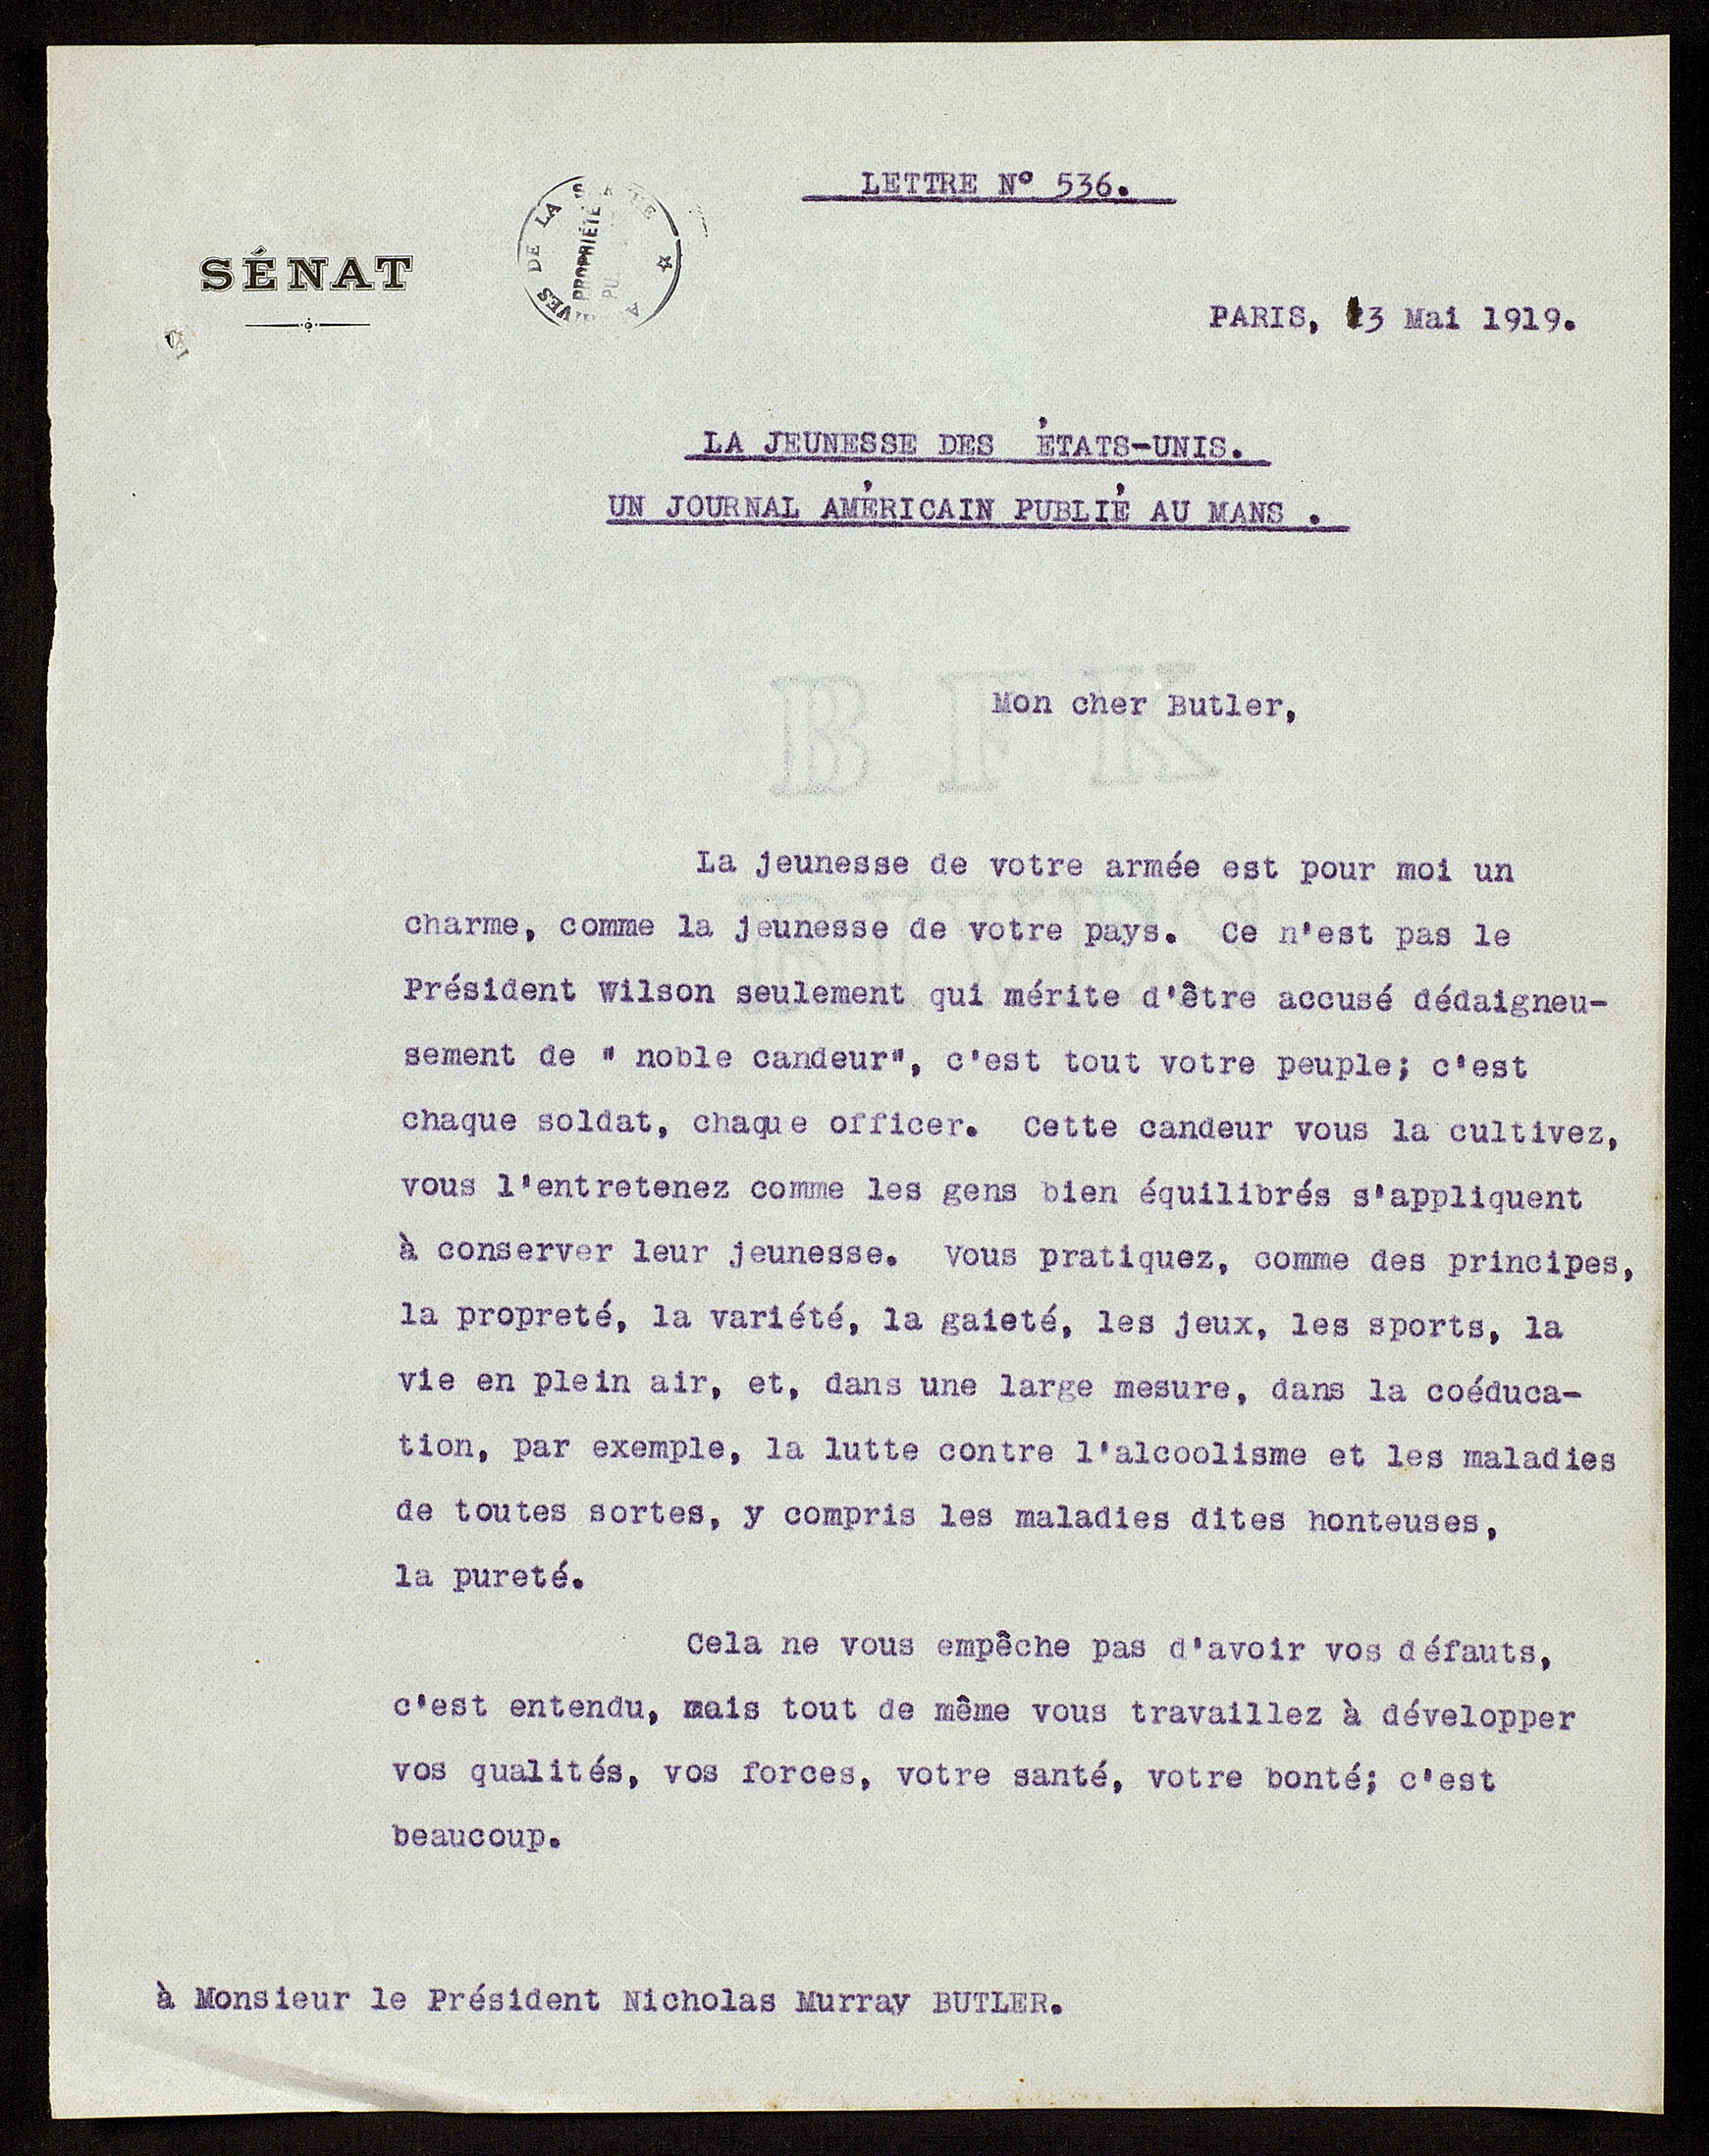 LETTRE Nº 536.
SÉNAT
DE LA
PROPRIÉTÉ
PARIS, 13 Mai 1919.
LA JEUNESSE DES ÉTATS-UNIS.
UN JOURNAL AMÉRICAIN PUBLIÉ AU MANS .
B F K
RIVES
Mon cher Butler,
La jeunesse de votre armée est pour moi un
charme, comme la jeunesse de votre pays. Ce n'est pas le
Président Wilson seulement qui mérite d'être accusé dédaigneu-
sement de " noble candeur", c'est tout votre peuple; c'est
chaque soldat, chaque officer. Cette candeur vous la cultivez,
vous l'entretenez comme les gens bien équilibrés s'appliquent
à conserver leur jeunesse. Vous pratiquez, comme des principes,
la propreté, la variété, la gaieté, les jeux, les sports, la
vie en plein air, et, dans une large mesure, dans la coéduca-
tion, par exemple, la lutte contre l'alcoolisme et les maladies
de toutes sortes, y compris les maladies dites honteuses,
la pureté.
Cela ne vous empêche pas d'avoir vos défauts,
c'est entendu, mais tout de même vous travaillez à développer
vos qualités, vos forces, votre santé, votre bonté; c'est
beaucoup.
à Monsieur le Président Nicholas Murray BUTLER.